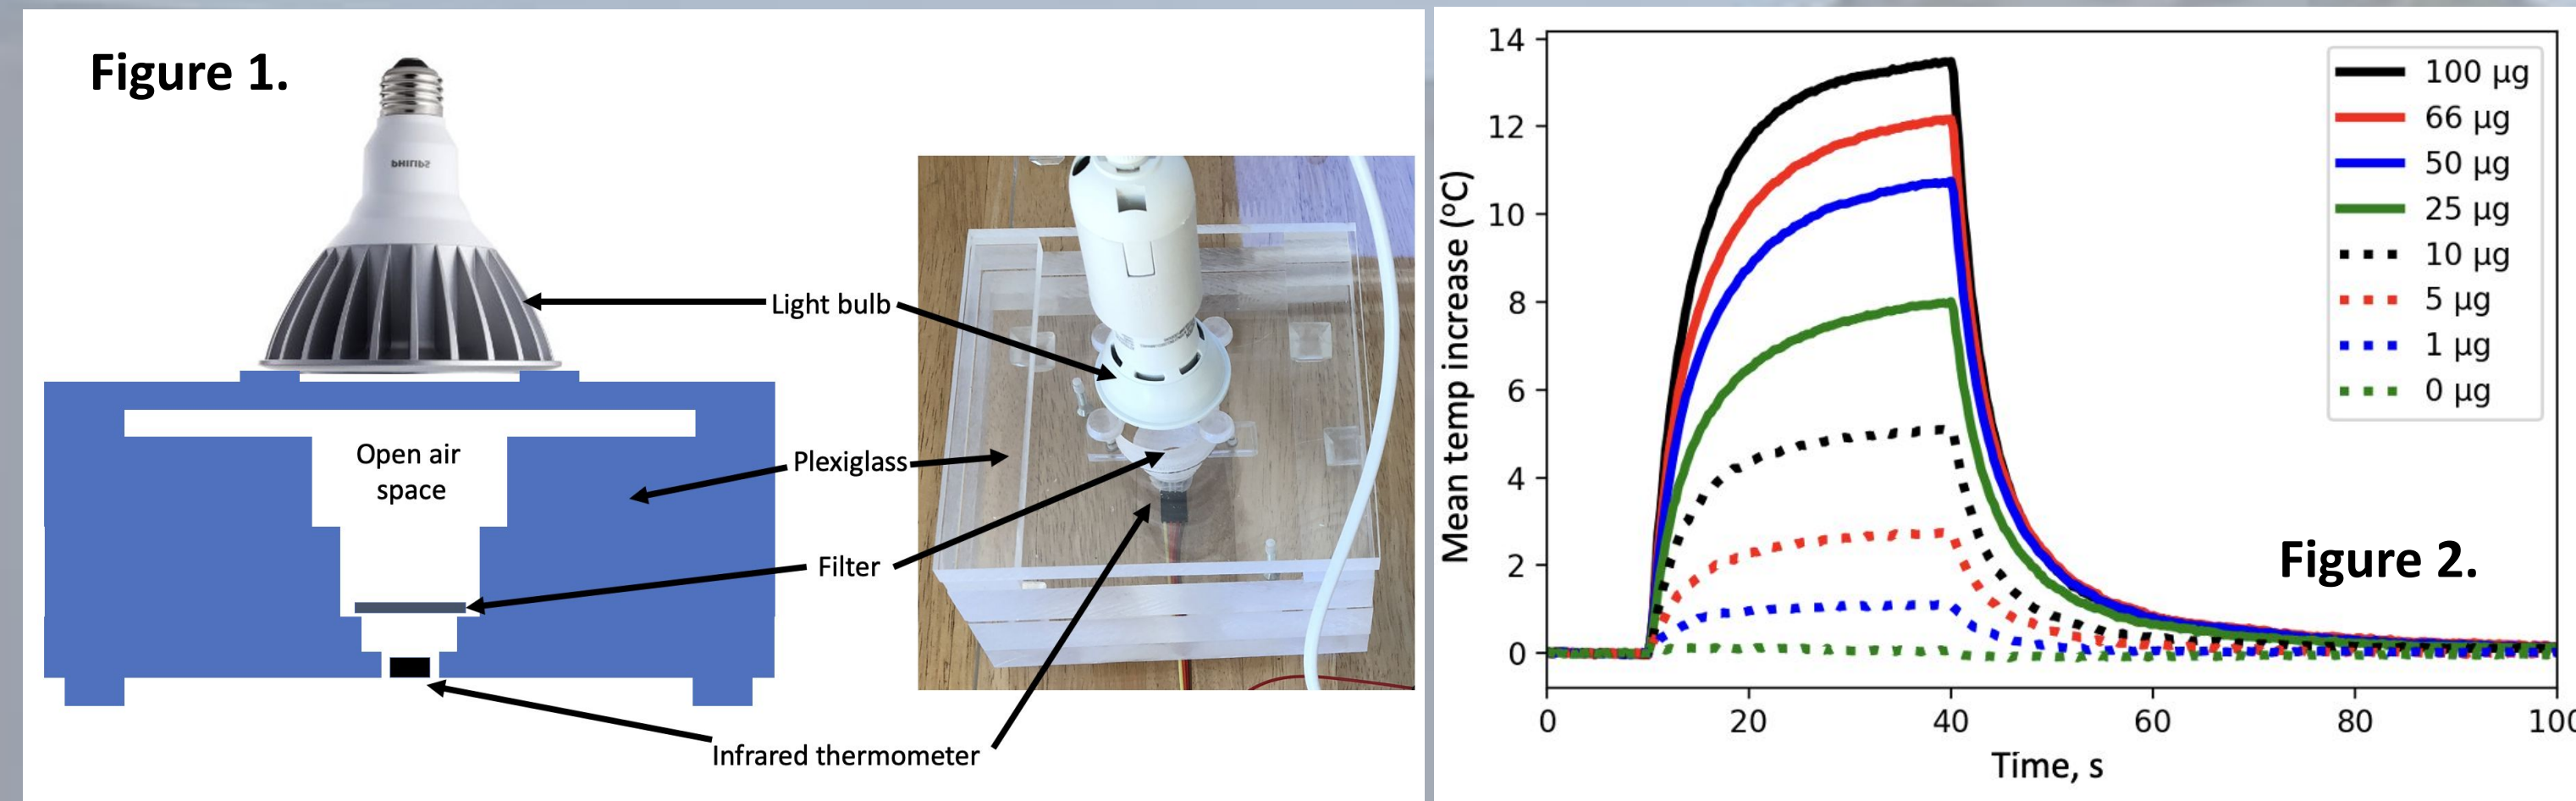 Figure 1.
PHILIPS
Light bulb
Open air
space
Plexiglass
Filter
Infrared thermometer
14
12
10
8
6
4
2
0
Mean temp increase (ºC)
100 µg
66 µg
50 µg
25 µg
10 µg
5 µg
1 µg
0 µg
Figure 2.
0 20 40 60 80 100
Time, s